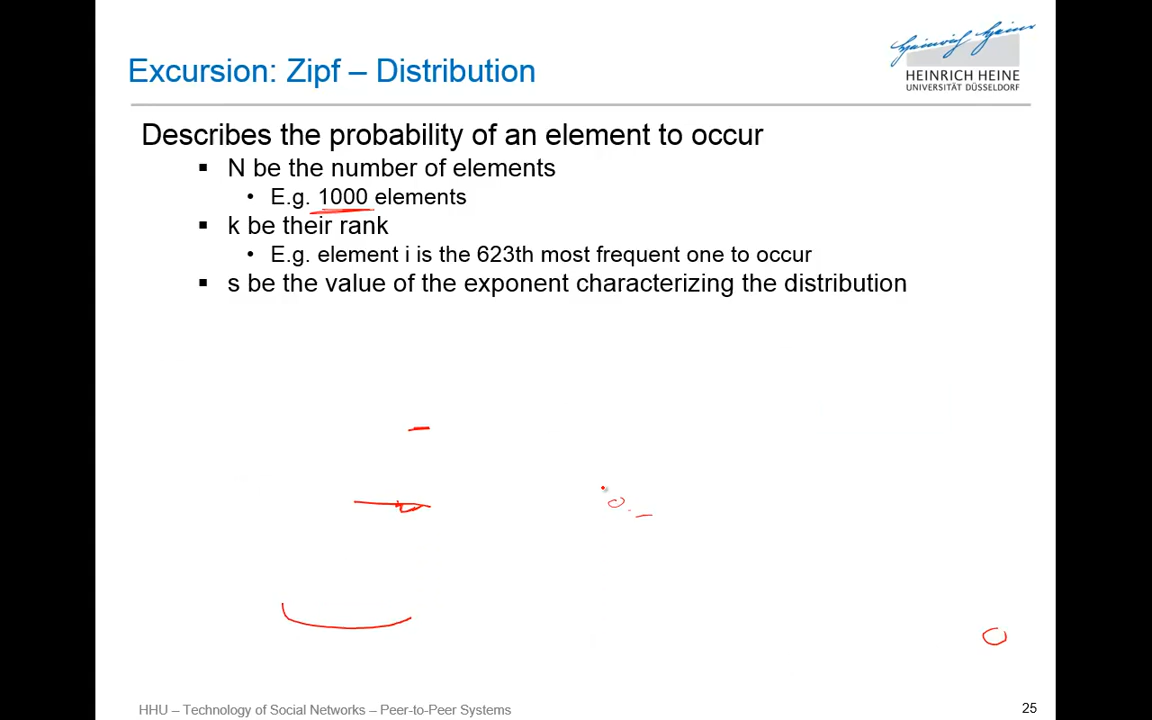 Heinrich Heine
HEINRICH HEINE
UNIVERSITÄT DÜSSELDORF
Excursion: Zipf – Distribution
Describes the probability of an element to occur
▪ N be the number of elements
• E.g. 1000 elements
▪ k be their rank
• E.g. element i is the 623th most frequent one to occur
▪ s be the value of the exponent characterizing the distribution
HHU – Technology of Social Networks – Peer-to-Peer Systems
25